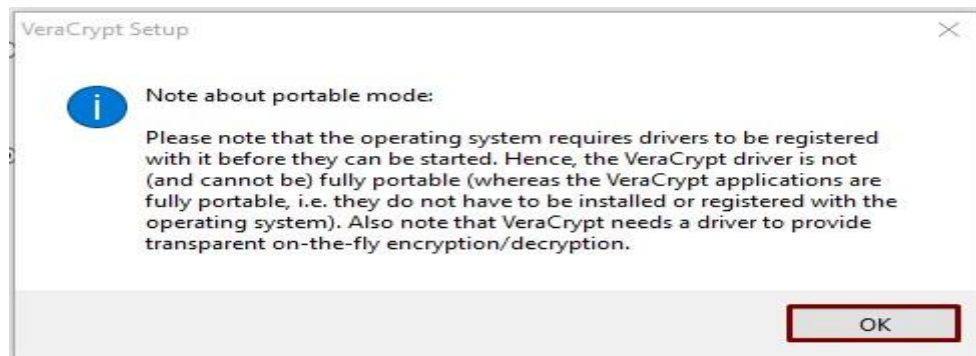 VeraCrypt Setup
Note about portable mode:
Please note that the operating system requires drivers to be registered
with it before they can be started. Hence, the VeraCrypt driver is not
(and cannot be) fully portable (whereas the VeraCrypt applications are
fully portable, i.e. they do not have to be installed or registered with the
operating system). Also note that VeraCrypt needs a driver to provide
transparent on-the-fly encryption/decryption.
OK